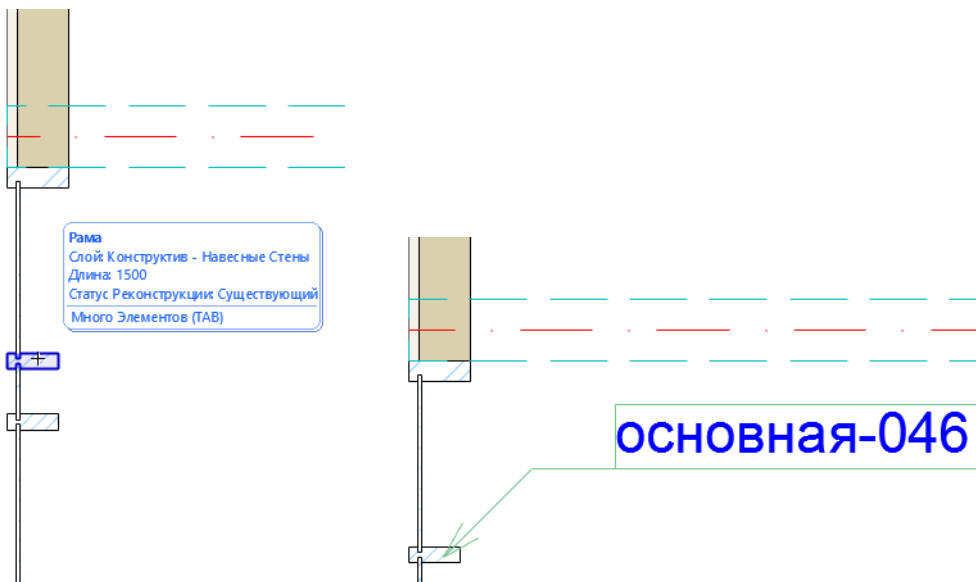 Рама
Слой: Конструктив - Навесные Стены
Длина: 1500
Статус Реконструкции: Существующий
Много Элементов (TAB)
основная-046